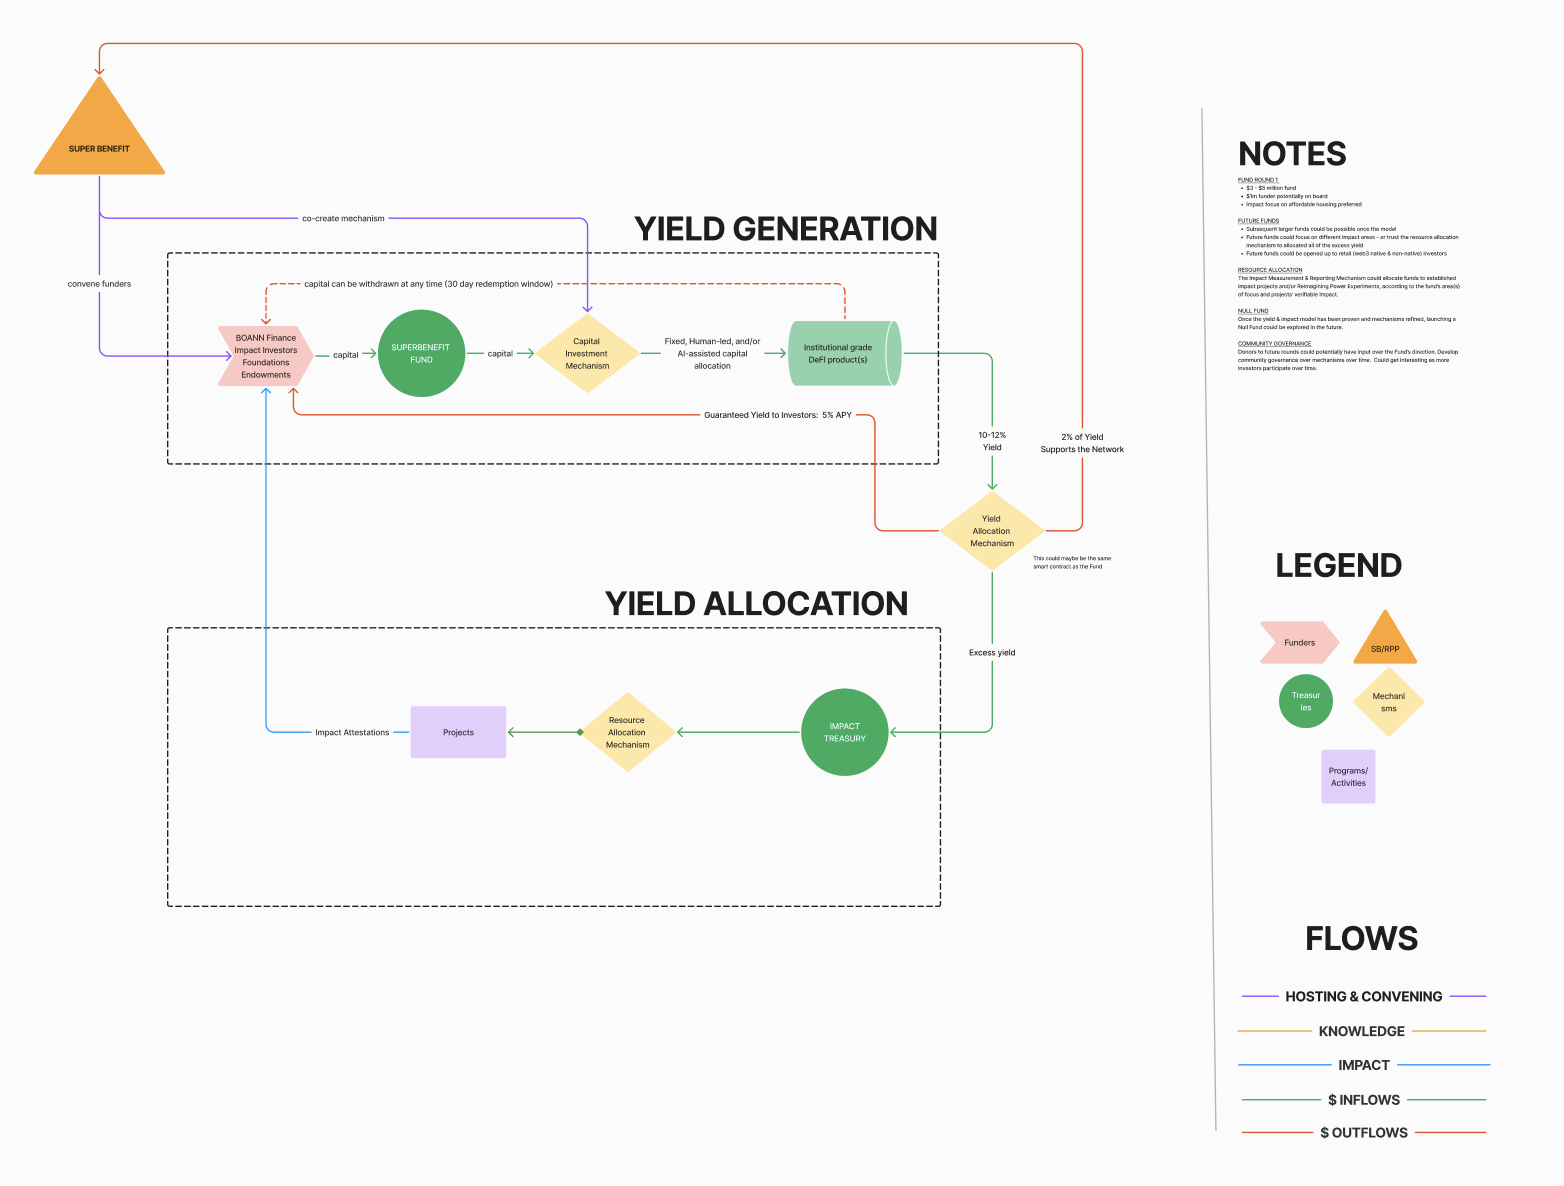 SUPER BENEFIT
co-create mechanism
convene funders
YIELD GENERATION
capital can be withdrawn at any time (30 day redemption window)
BOANN Finance
Impact Investors
Foundations
Endowments
capital
SUPERBENEFIT
FUND
capital
Capital
Investment
Mechanism
Fixed, Human-led, and/or
AI-assisted capital
allocation
Institutional grade
DeFI product(s)
Guaranteed Yield to Investors: 5% APY
10-12%
Yield
2% of Yield
Supports the Network
Yield
Allocation
Mechanism
This could maybe be the same
smart contract as the Fund
YIELD ALLOCATION
Excess yield
Impact Attestations
Projects
Resource
Allocation
Mechanism
IMPACT
TREASURY
NOTES
FUND ROUND 1
• $3 - $5 million fund
• $1m funder potentially on board
• Impact focus on affordable housing preferred
FUTURE FUNDS
• Subsequent larger funds could be possible once the model
• Future funds could focus on different impact areas - or trust the resource allocation
mechanism to allocated all of the excess yield
• Future funds could be opened up to retail (web3 native & non-native) investors
RESOURCE ALLOCATION
The Impact Measurement & Reporting Mechanism could allocate funds to established
impact projects and/or Reimagining Power Experiments, according to the fund's area(s)
of focus and projects' verifiable impact.
NULL FUND
Once the yield & impact model has been proven and mechanisms refined, launching a
Null Fund could be explored in the future.
COMMUNITY GOVERNANCE
Donors to future rounds could potentially have input over the Fund's direction. Develop
community governance over mechanisms over time. Could get interesting as more
investors participate over time.
LEGEND
Funders
SB/RPP
Treasur
ies
Mechani
sms
Programs/
Activities
FLOWS
HOSTING & CONVENING
KNOWLEDGE
IMPACT
$ INFLOWS
$ OUTFLOWS